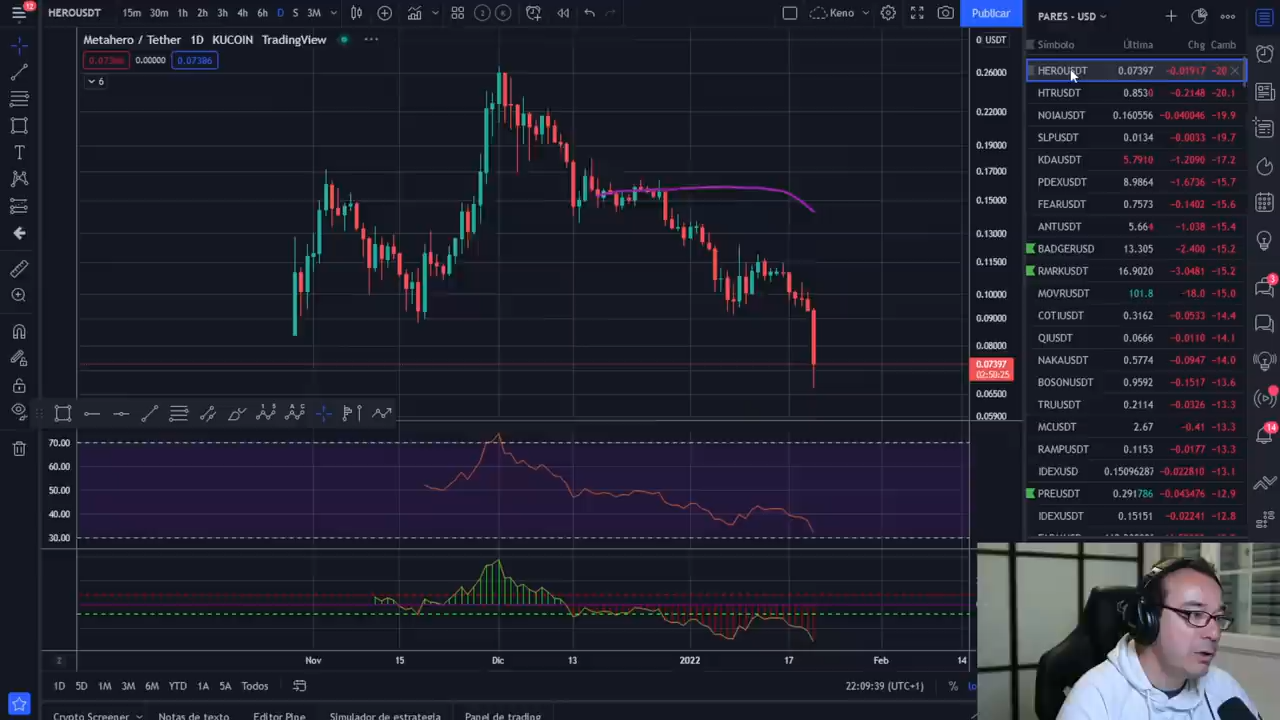 12
HEROUSDT 15m 30m 1h 2h 3h 4h 6h D S 3M 2 K Keno Publicar
PARES - USD
Metahero / Tether 1D KUCOIN TradingView
0.07386 0.00000 0.07386
6
0 USDT
0.26000
0.22000
0.19000
0.17000
0.15000
0.13000
0.11500
0.10000
0.09000
0.08000
0.07397
02:50:25
0.06500
0.05900
Símbolo Última Chg Camb
HEROUSDT 0.07397 -0.01917 -20
HTRUSDT 0.8530 -0.2148 -20.1
NOIAUSDT 0.160556 -0.040046 -19.9
SLPUSDT 0.0134 -0.0033 -19.7
KDAUSDT 5.7910 -1.2090 -17.2
PDEXUSDT 8.9864 -1.6736 -15.7
FEARUSDT 0.7573 -0.1402 -15.6
ANTUSDT 5.664 -1.038 -15.4
BADGERUSD 13.305 -2.400 -15.2
RMRKUSDT 16.9020 -3.0481 -15.2
MOVRUSDT 101.8 -18.0 -15.0
COTIUSDT 0.3162 -0.0533 -14.4
QIUSDT 0.0666 -0.0110 -14.1
NAKAUSDT 0.5774 -0.0947 -14.0
BOSONUSDT 0.9592 -0.1517 -13.6
TRUUSDT 0.2114 -0.0326 -13.3
MCUSDT 2.67 -0.41 -13.3
RAMPUSDT 0.1153 -0.0177 -13.3
IDEXUSD 0.15096287 -0.022810 -13.1
PREUSDT 0.291786 -0.043476 -12.9
IDEXUSDT 0.15151 -0.02241 -12.8
3
14
70.00
60.00
50.00
40.00
30.00
Nov 15 Dic 13 2022 17 Feb 14
1D 5D 1M 3M 6M YTD 1A 5A Todos 22:09:39 (UTC+1) % lo
Crypto Screener Notas de texto Editor Pine Simulador de estrategia Panel de trading